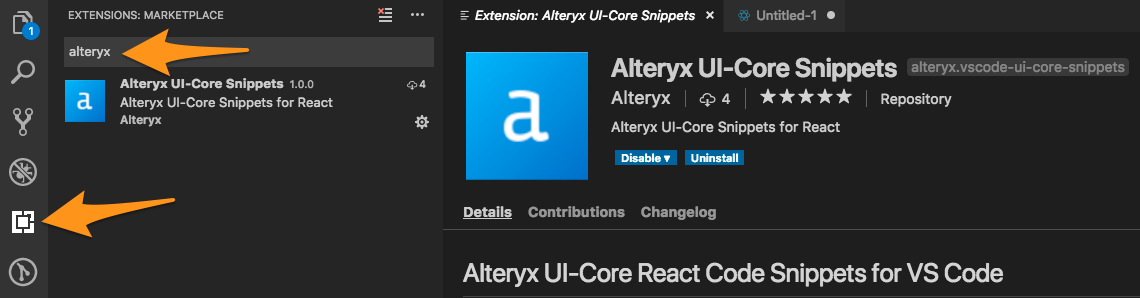 1
EXTENSIONS: MARKETPLACE
alteryx
Alteryx UI-Core Snippets 1.0.0 4
Alteryx UI-Core Snippets for React
Alteryx
Extension: Alteryx UI-Core Snippets ×
Untitled-1
a
a
Alteryx UI-Core Snippets alteryx.vscode-ui-core-snippets
Alteryx 4 ★★★★★ Repository
Alteryx UI-Core Snippets for React
Disable ▾ Uninstall
Details Contributions Changelog
Alteryx UI-Core React Code Snippets for VS Code